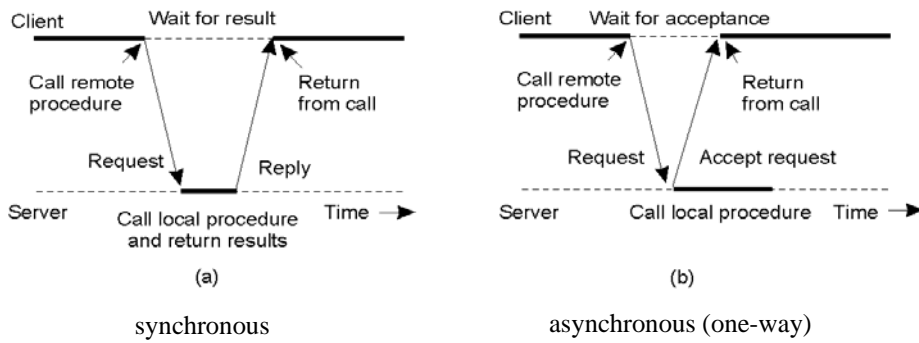 Client
Wait for result
Call remote
procedure
Return
from call
Request
Reply
Server
Call local procedure
and return results
Time
(a)
synchronous
Client
Wait for acceptance
Call remote
procedure
Return
from call
Request
Accept request
Server
Call local procedure
Time
(b)
asynchronous (one-way)